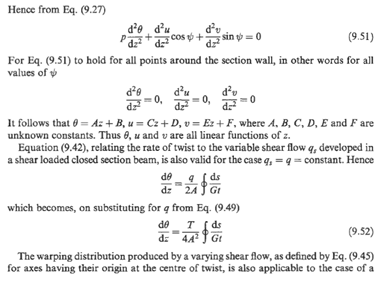 Hence from Eq. (9.27)
p d²θ/dz² + d²u/dz² cos ψ + d²v/dz² sin ψ = 0 (9.51)
For Eq. (9.51) to hold for all points around the section wall, in other words for all
values of ψ
d²θ/dz² = 0, d²u/dz² = 0, d²v/dz² = 0
It follows that θ = Az + B, u = Cz + D, v = Ez + F, where A, B, C, D, E and F are
unknown constants. Thus θ, u and v are all linear functions of z.
Equation (9.42), relating the rate of twist to the variable shear flow qₛ developed in
a shear loaded closed section beam, is also valid for the case qₛ = q = constant. Hence
dθ/dz = q/2A ∮ ds/Gt
which becomes, on substituting for q from Eq. (9.49)
dθ/dz = T/4A² ∮ ds/Gt (9.52)
The warping distribution produced by a varying shear flow, as defined by Eq. (9.45)
for axes having their origin at the centre of twist, is also applicable to the case of a